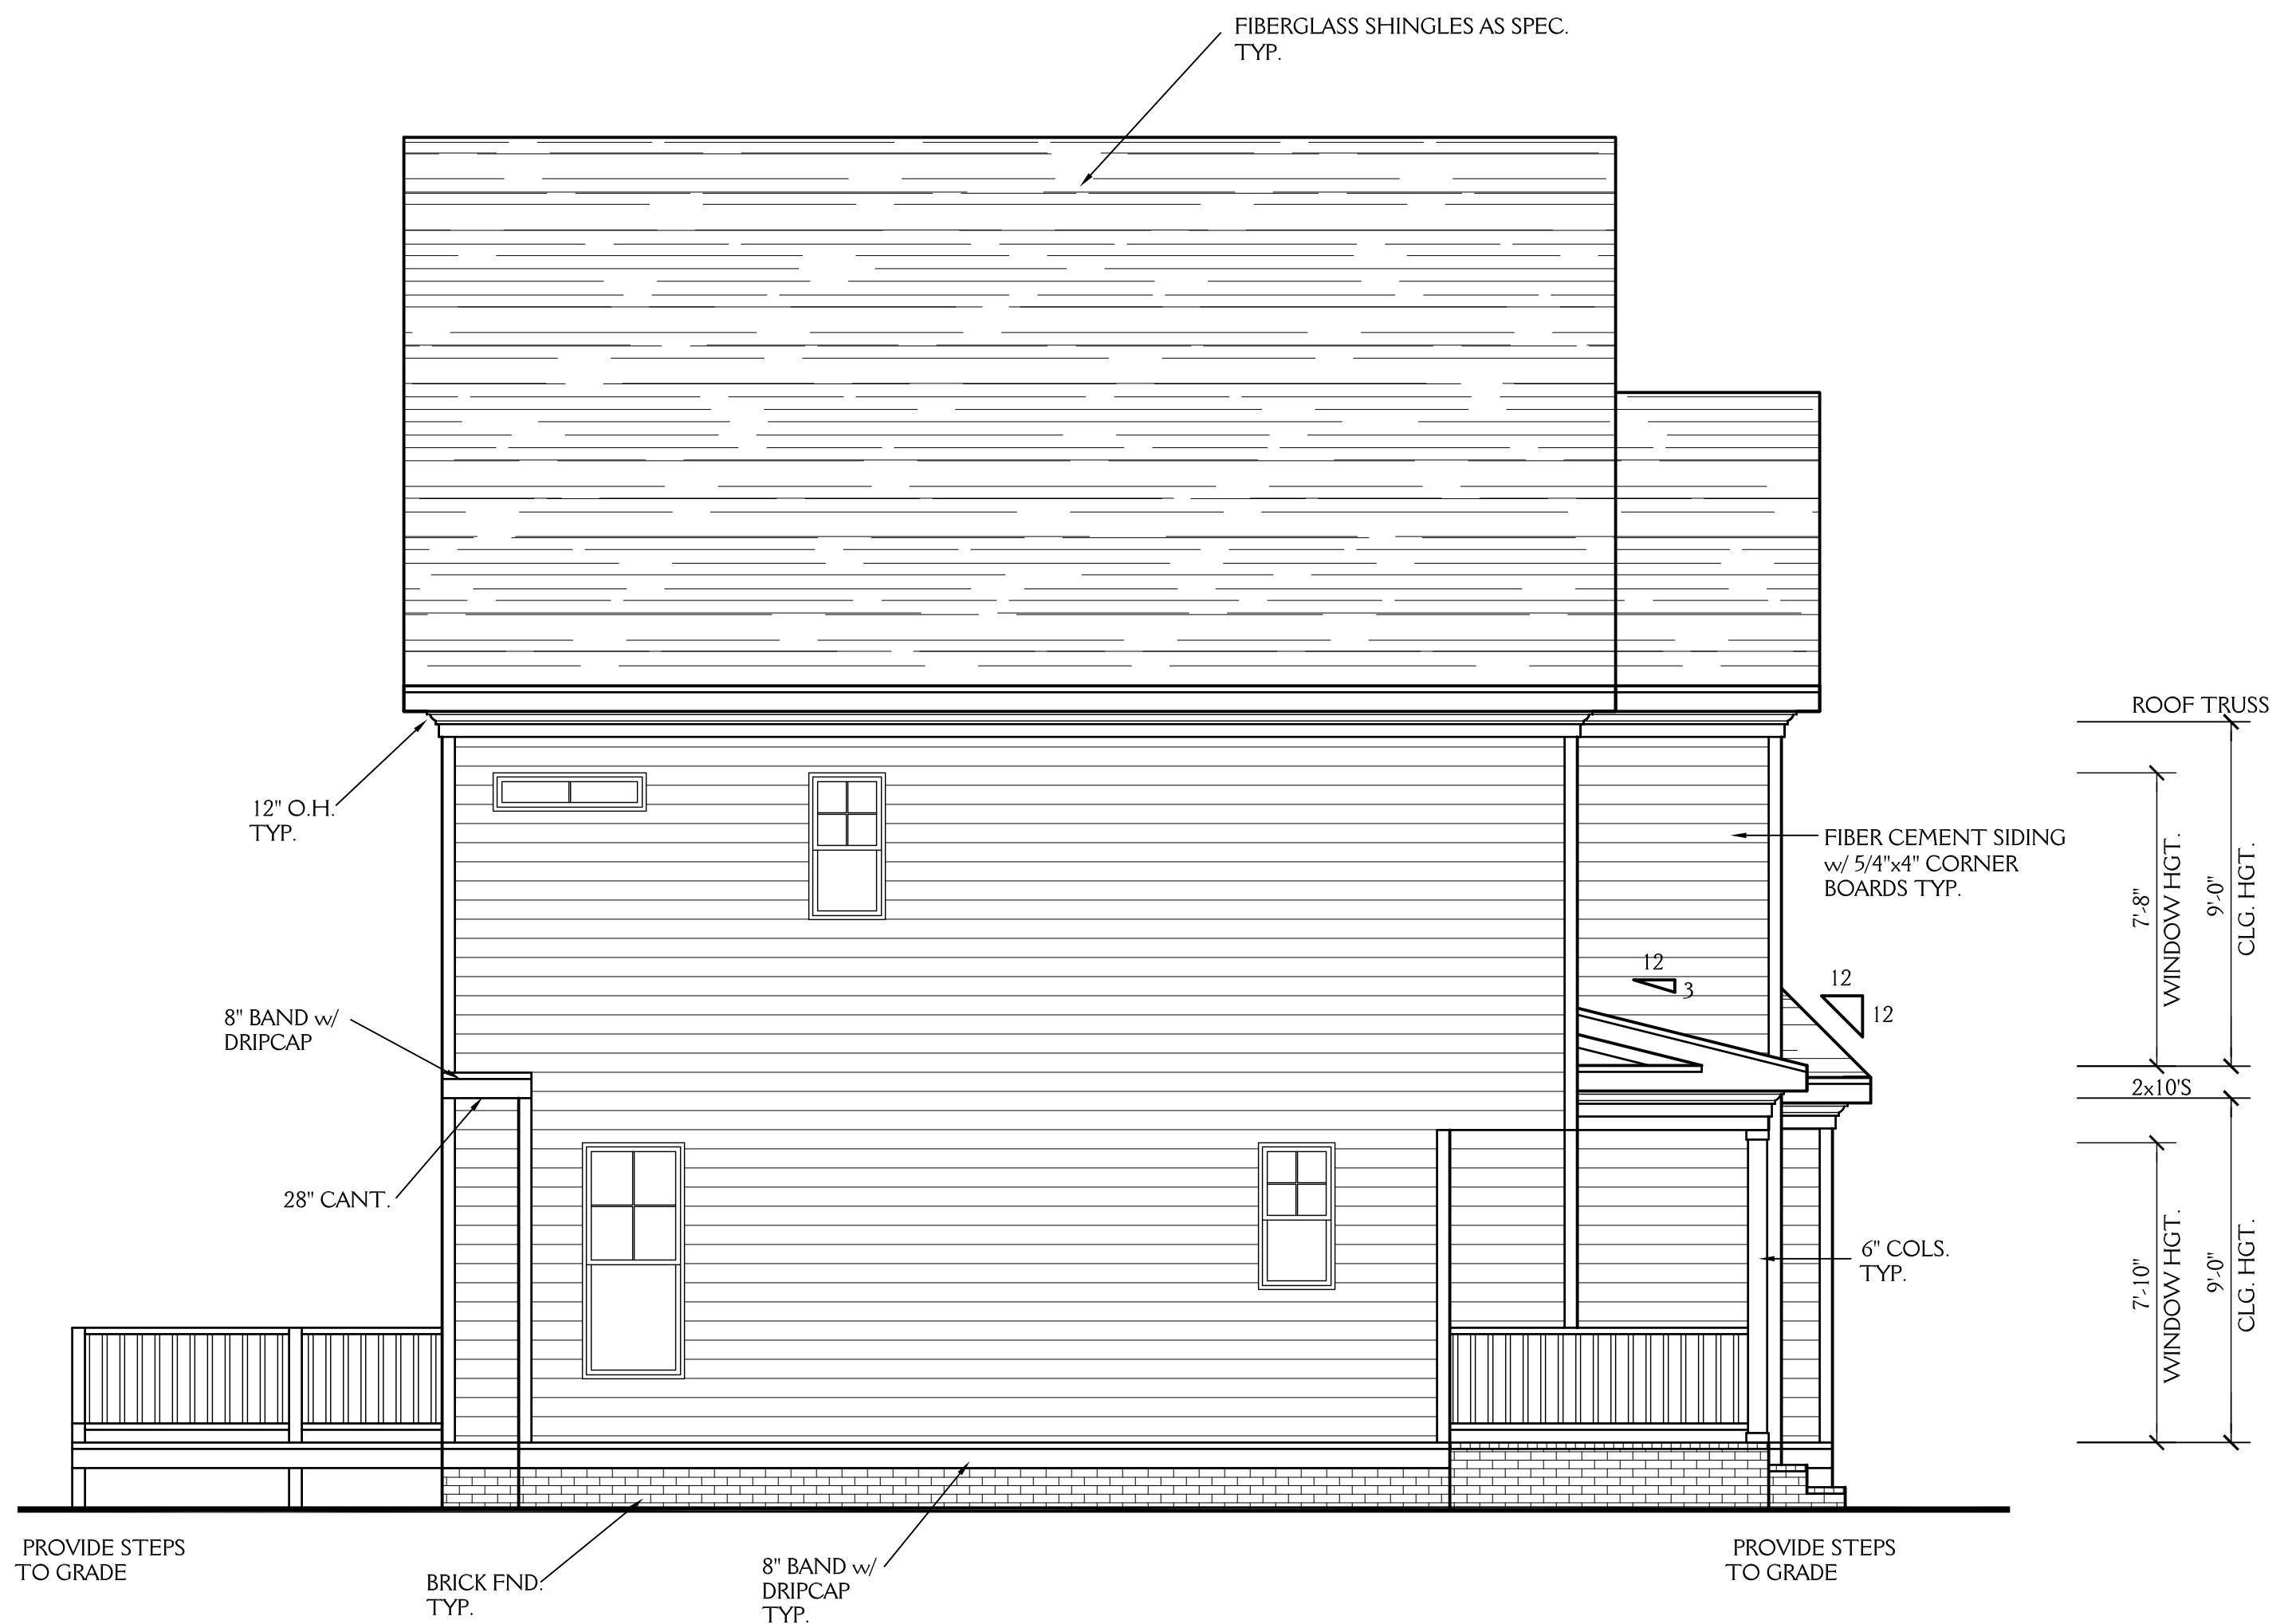 FIBERGLASS SHINGLES AS SPEC.
TYP.
ROOF TRUSS
12" O.H.
TYP.
FIBER CEMENT SIDING
w/ 5/4"x4" CORNER
BOARDS TYP.
7'-8"
WINDOW HGT.
9'-0"
CLG. HGT.
12
3
12
12
8" BAND w/
DRIPCAP
2x10'S
28" CANT.
6" COLS.
TYP.
7'-10"
WINDOW HGT.
9'-0"
CLG. HGT.
PROVIDE STEPS
TO GRADE
BRICK FND.
TYP.
8" BAND w/
DRIPCAP
TYP.
PROVIDE STEPS
TO GRADE